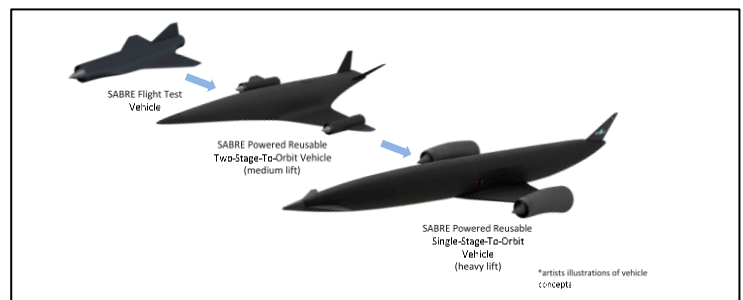 SABRE Flight Test
Vehicle
SABRE Powered Reusable
Two-Stage-To-Orbit Vehicle
(medium lift)
SABRE Powered Reusable
Single-Stage-To-Orbit
Vehicle
(heavy lift)
*artists illustrations of vehicle
concepts